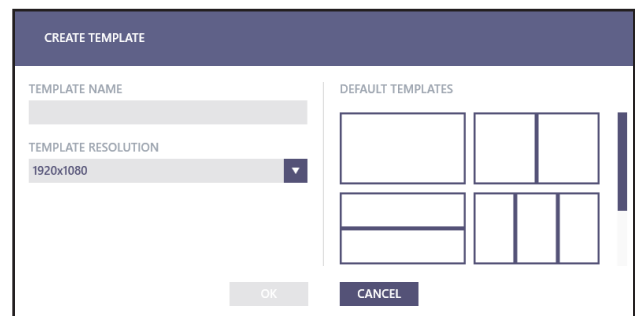 CREATE TEMPLATE
TEMPLATE NAME
TEMPLATE RESOLUTION
1920x1080
DEFAULT TEMPLATES
OK
CANCEL